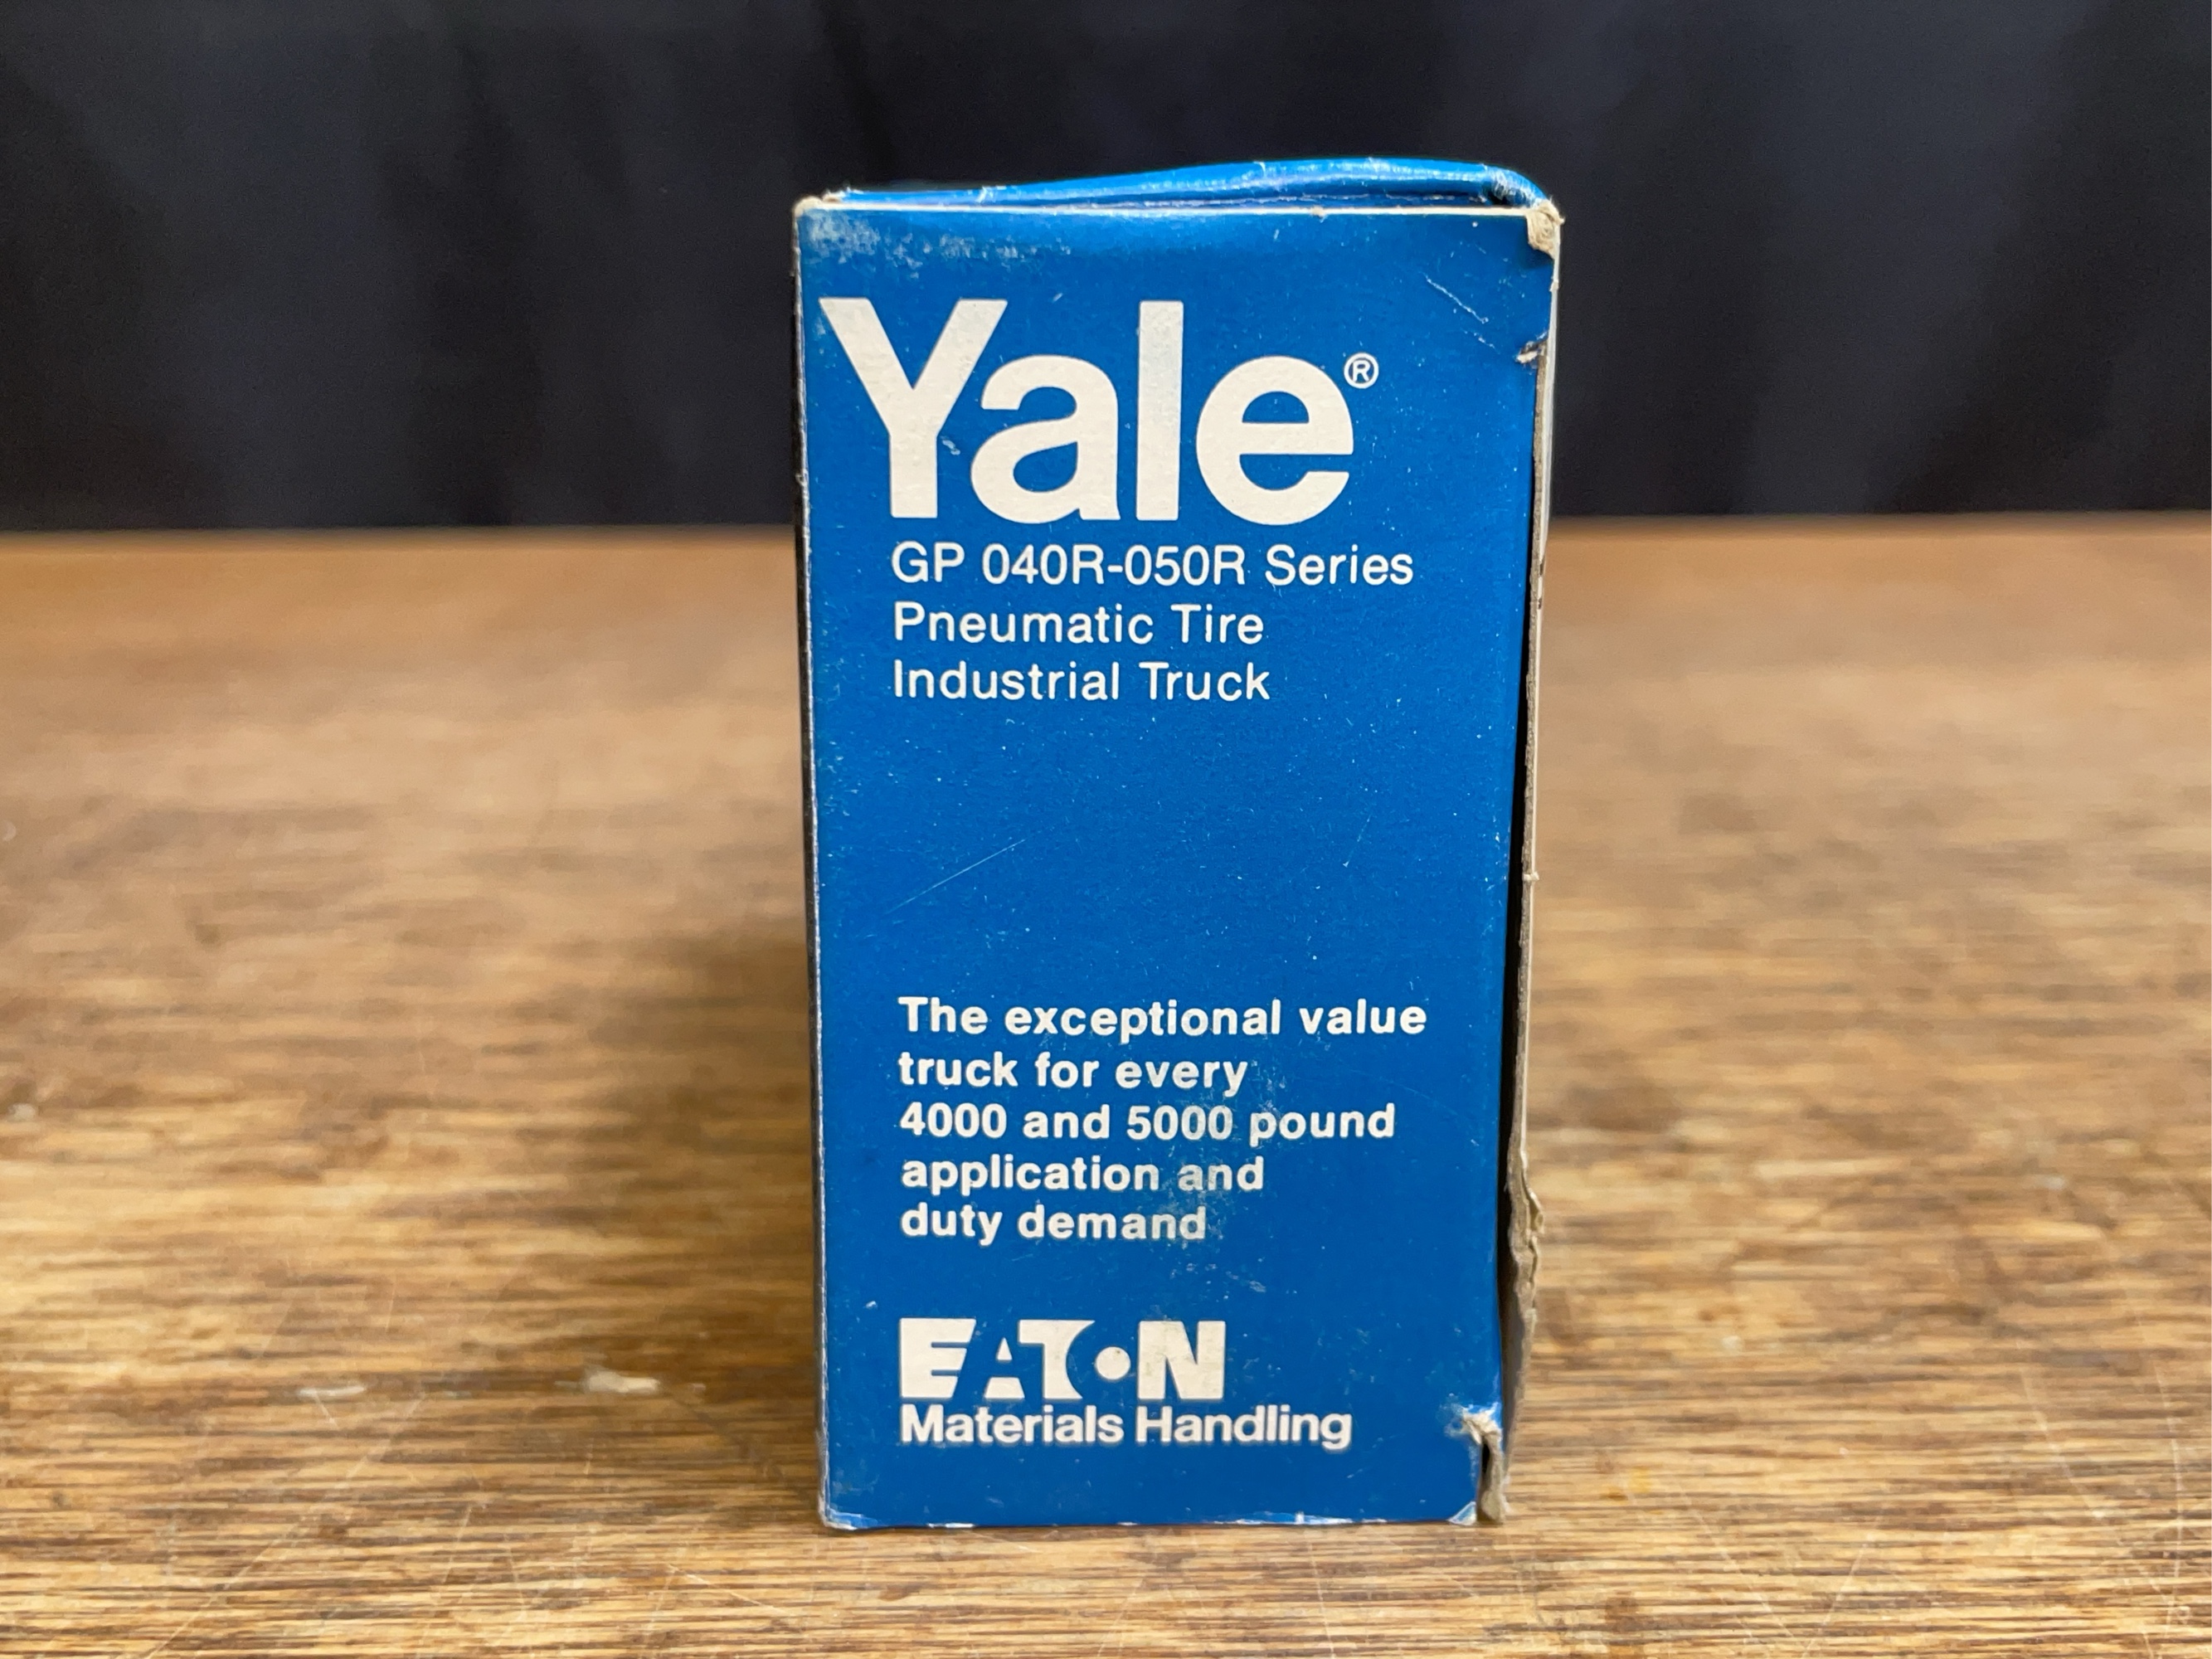 Yale®
GP 040R-050R Series
Pneumatic Tire
Industrial Truck
The exceptional value
truck for every
4000 and 5000 pound
application and
duty demand
EATON
Materials Handling